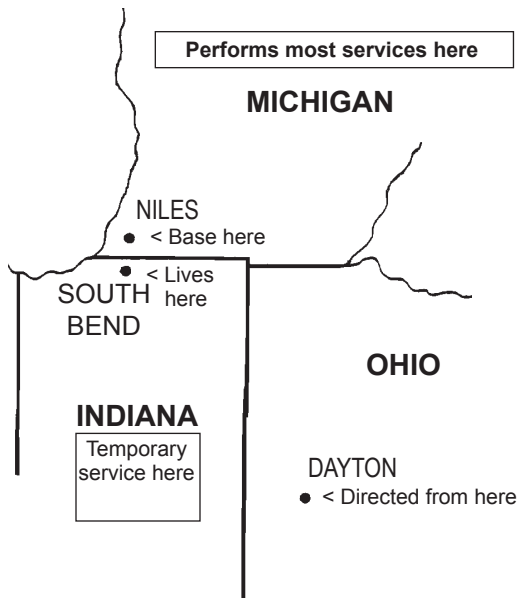 Performs most services here
MICHIGAN
NILES
< Base here
< Lives
here
SOUTH
BEND
OHIO
INDIANA
Temporary
service here
DAYTON
< Directed from here